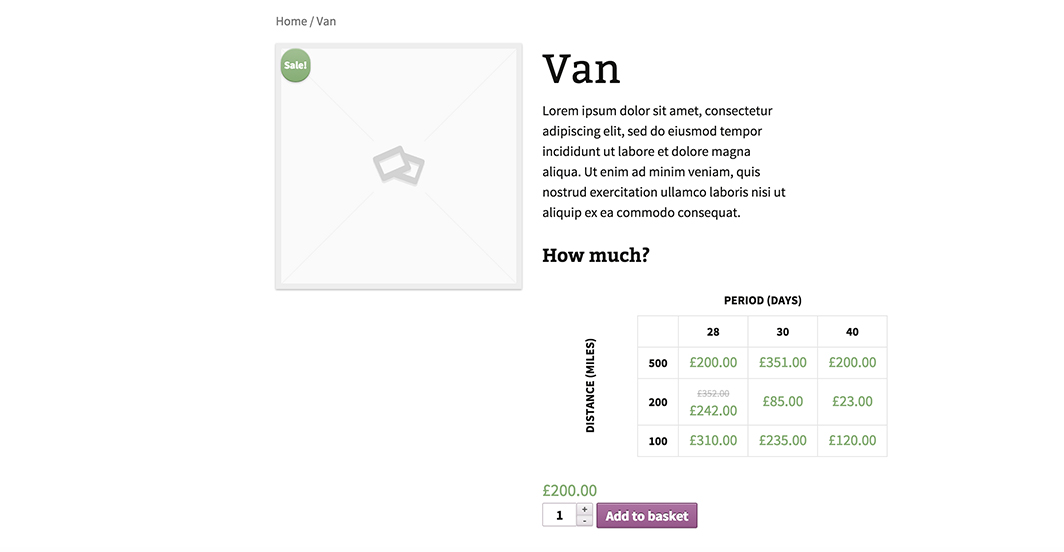 Home / Van
Sale!
Van
Lorem ipsum dolor sit amet, consectetur
adipiscing elit, sed do eiusmod tempor
incididunt ut labore et dolore magna
aliqua. Ut enim ad minim veniam, quis
nostrud exercitation ullamco laboris nisi ut
aliquip ex ea commodo consequat.
How much?
PERIOD (DAYS)
DISTANCE (MILES)
28 30 40
500 £200.00 £351.00 £200.00
£352.00
200 £242.00 £85.00 £23.00
100 £310.00 £235.00 £120.00
£200.00
1 + - Add to basket